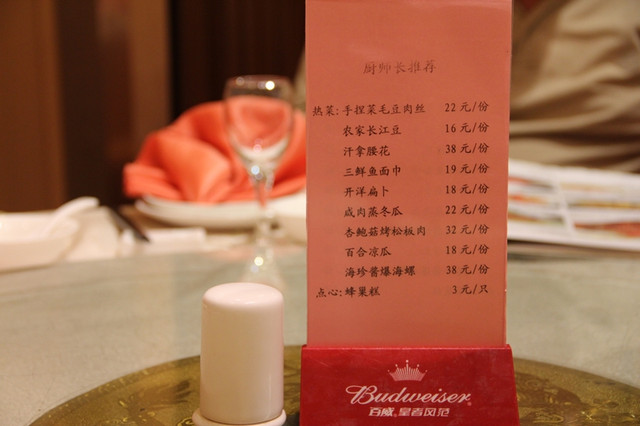 厨师长推荐
热菜:手捏菜毛豆肉丝 22元/份
农家长江豆 16元/份
汗拿腰花 38元/份
三鲜鱼面巾 19元/份
开洋扁卜 18元/份
咸肉蒸冬瓜 22元/份
杏鲍菇烤松板肉 32元/份
百合凉瓜 18元/份
海珍酱爆海螺 38元/份
点心:蜂巢糕 3元/只
Budweiser
百威 皇者风范